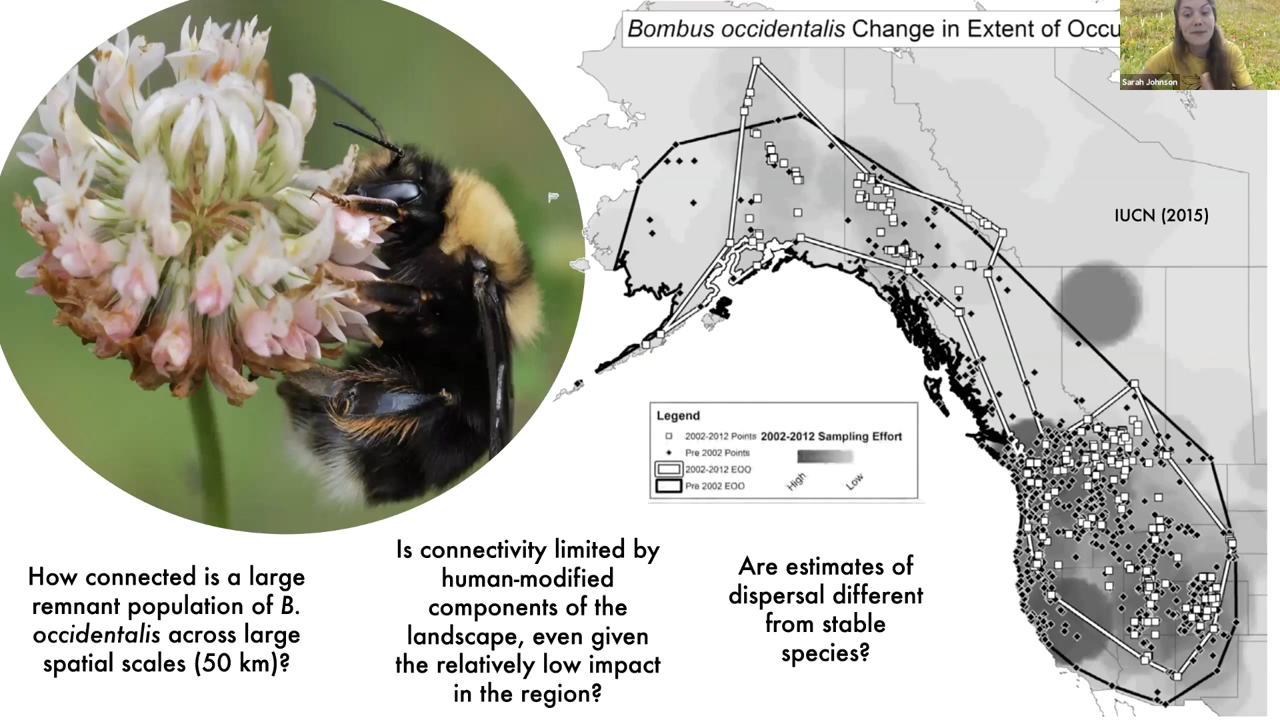 Bombus occidentalis Change in Extent of Occu
Sarah Johnson
IUCN (2015)
Legend
2002-2012 Points 2002-2012 Sampling Effort
Pre 2002 Points
2002-2012 EOO
High Low
Pre 2002 EOO
How connected is a large
remnant population of B.
occidentalis across large
spatial scales (50 km)?
Is connectivity limited by
human-modified
components of the
landscape, even given
the relatively low impact
in the region?
Are estimates of
dispersal different
from stable
species?